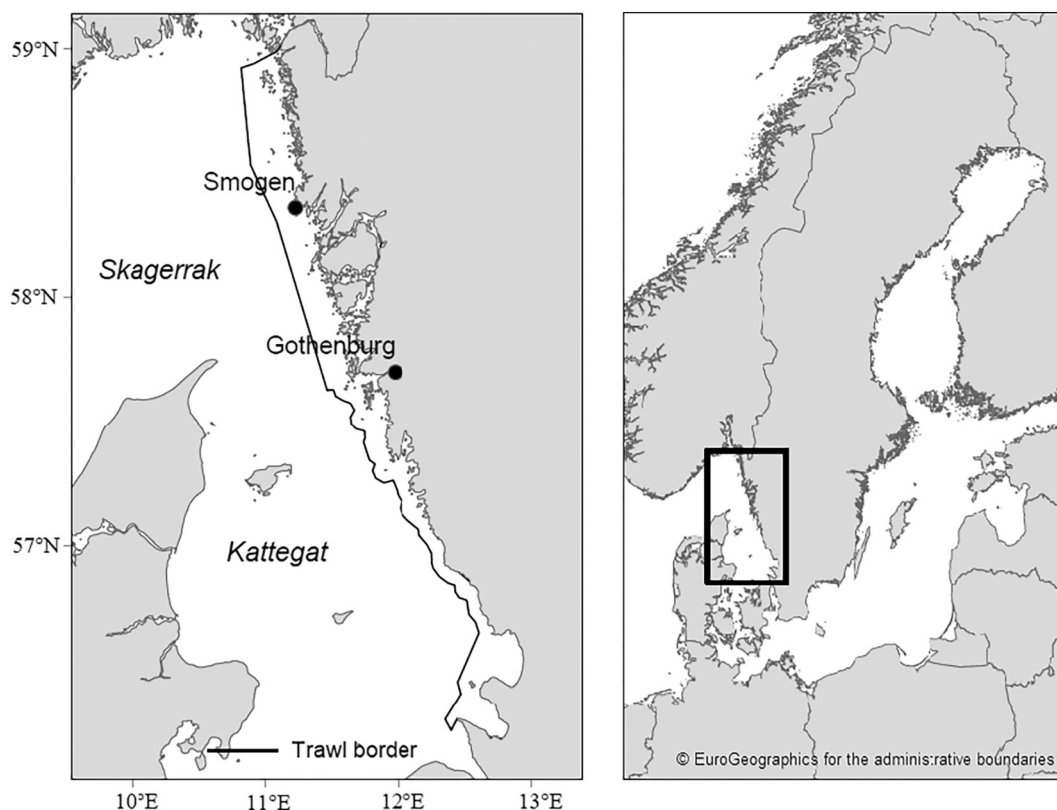 59°N
Smogen
Skagerrak
58°N
Gothenburg
57°N
Kattegat
Trawl border
10°E
11°E
12°E
13°E
© EuroGeographics for the adminis:rative boundaries